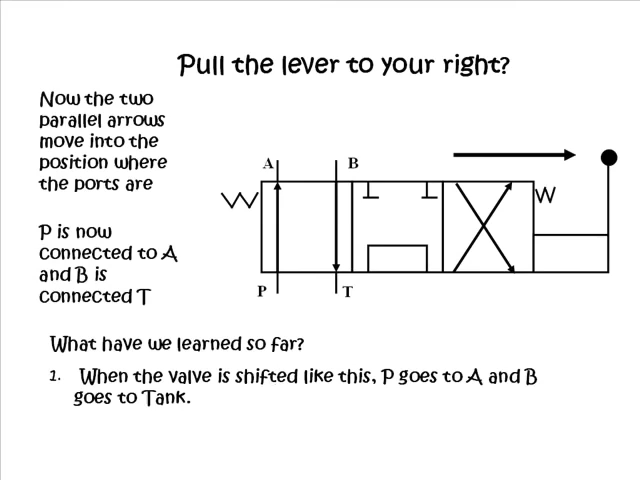 Pull the lever to your right?
Now the two
parallel arrows
move into the
position where
the ports are
P is now
connected to A
and B is
connected T
A
B
P
T
What have we learned so far?
1. When the valve is shifted like this, P goes to A and B
goes to Tank.